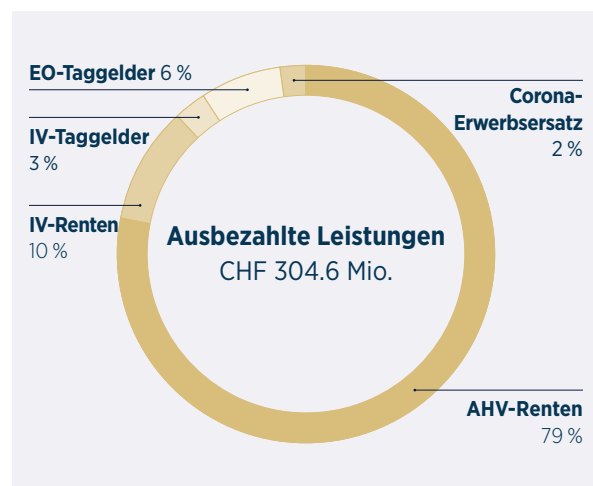 EO-Taggelder 6 %
Corona-
Erwerbsersatz
2 %
IV-Taggelder
3 %
IV-Renten
10 %
Ausbezahlte Leistungen
CHF 304.6 Mio.
AHV-Renten
79 %